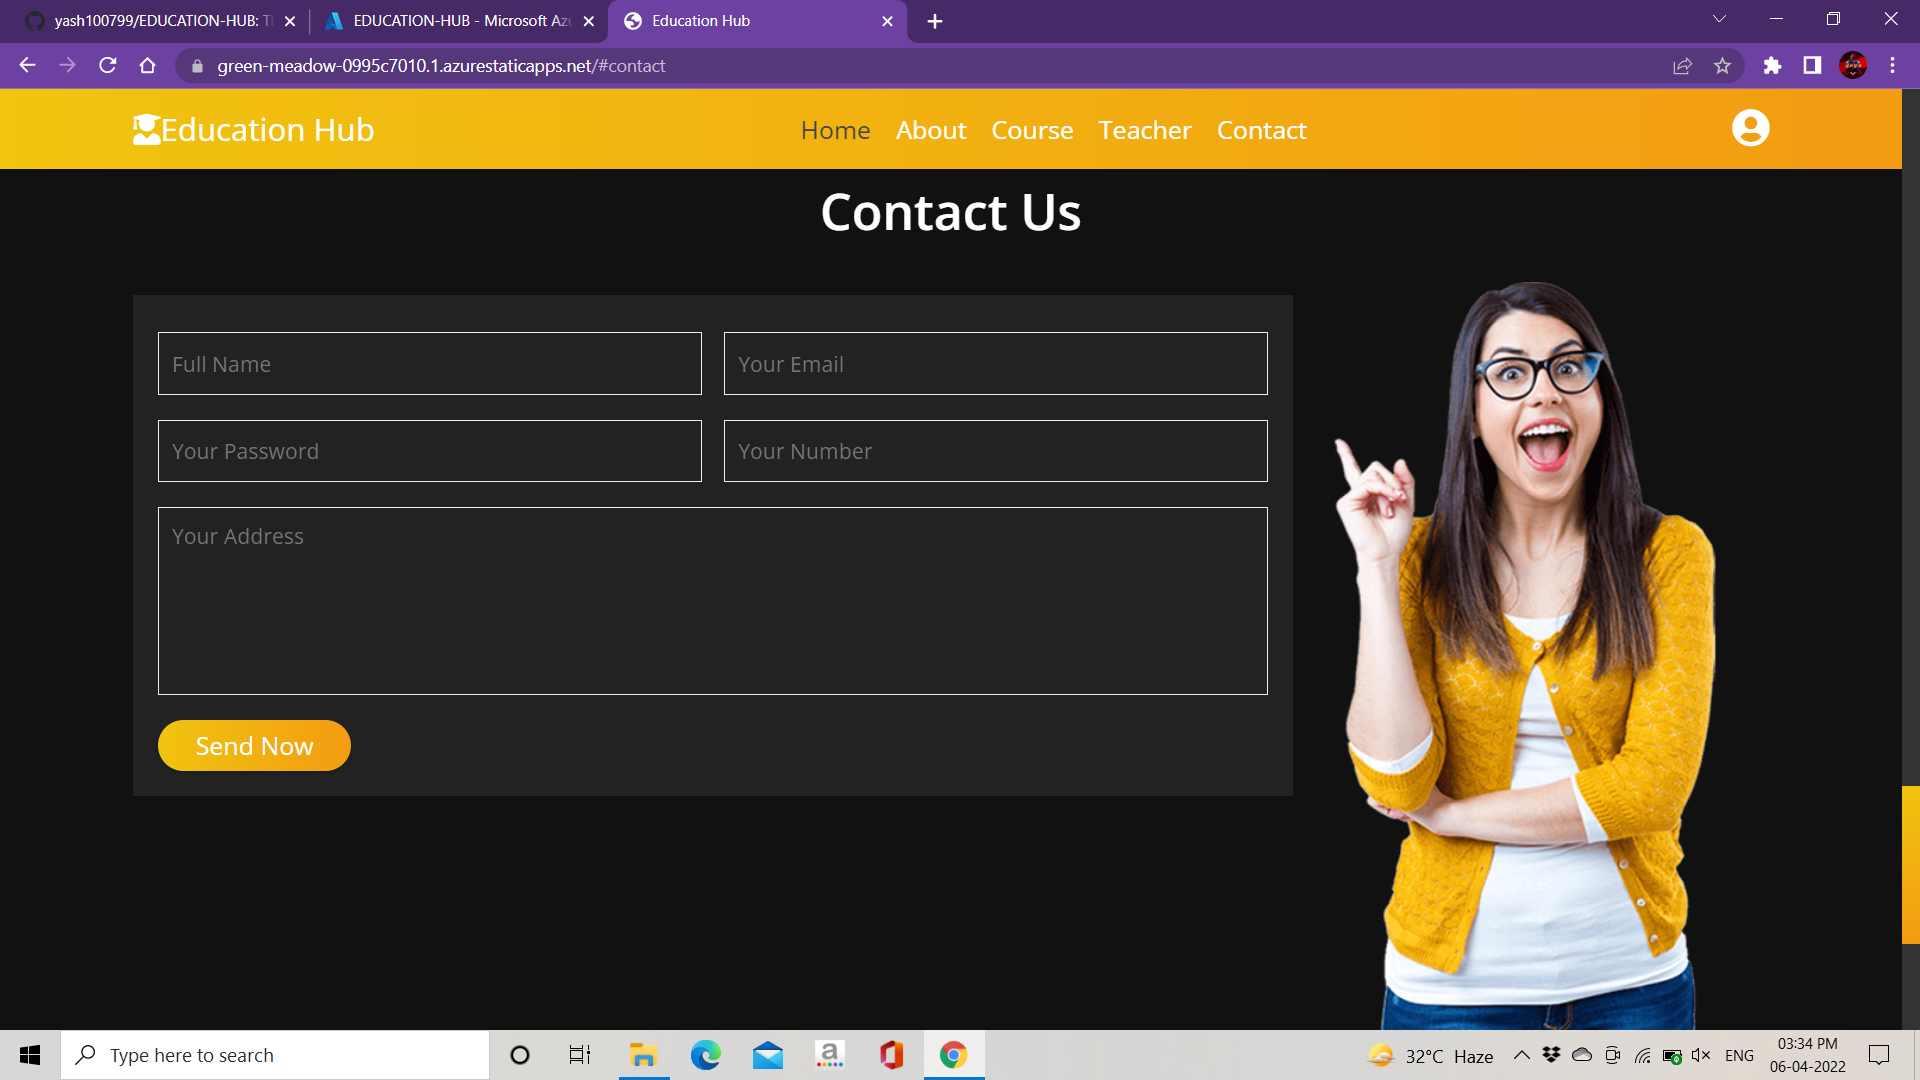 yash100799/EDUCATION-HUB: T
EDUCATION-HUB - Microsoft Az
Education Hub
green-meadow-0995c7010.1.azurestaticapps.net/#contact
Education Hub
Home About Course Teacher Contact
Contact Us
Full Name
Your Email
Your Password
Your Number
Your Address
Send Now
Type here to search
a
32°C Haze
ENG
03:34 PM
06-04-2022